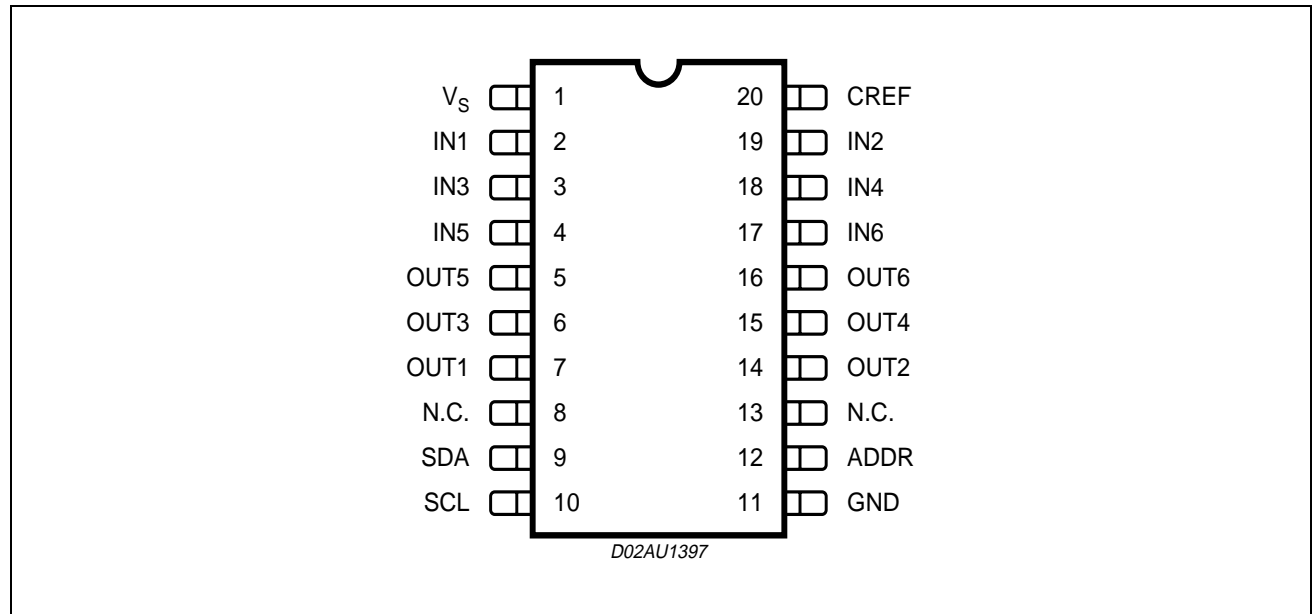 V_S 1 20 CREF
IN1 2 19 IN2
IN3 3 18 IN4
IN5 4 17 IN6
OUT5 5 16 OUT6
OUT3 6 15 OUT4
OUT1 7 14 OUT2
N.C. 8 13 N.C.
SDA 9 12 ADDR
SCL 10 11 GND
D02AU1397